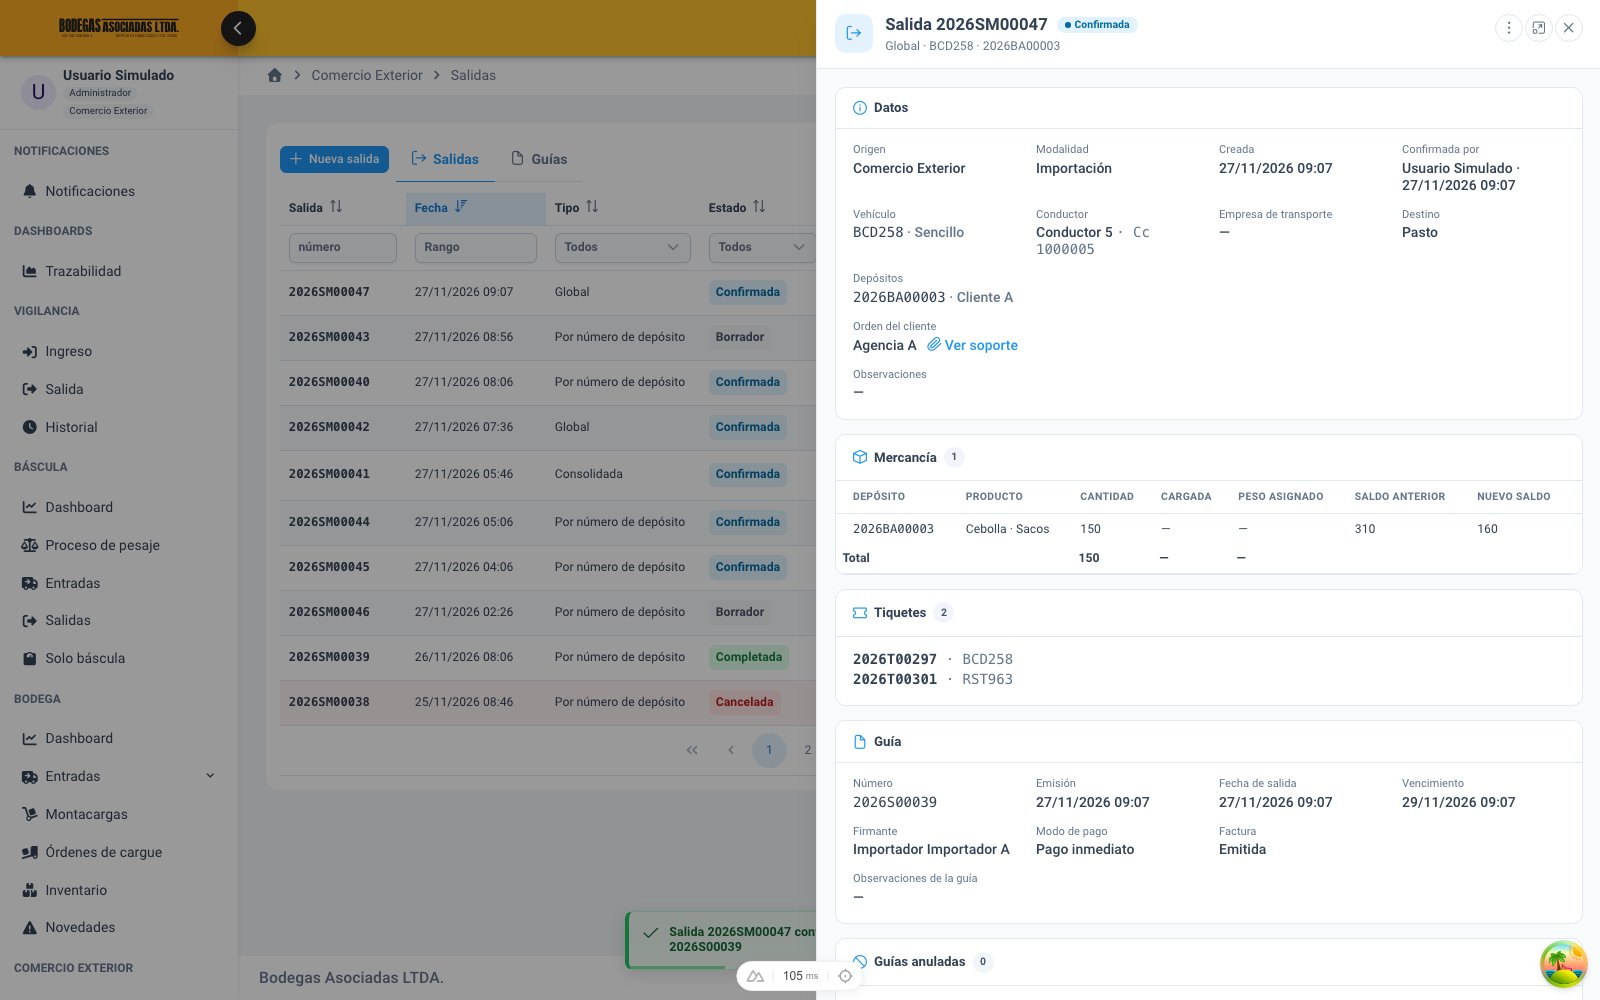 BODEGAS ASOCIADAS LTDA.
Usuario Simulado
U
Administrador
Comercio Exterior
NOTIFICACIONES
Notificaciones
DASHBOARDS
Trazabilidad
VIGILANCIA
Ingreso
Salida
Historial
BÁSCULA
Dashboard
Proceso de pesaje
Entradas
Salidas
Solo báscula
BODEGA
Dashboard
Entradas
Montacargas
Órdenes de cargue
Inventario
Novedades
COMERCIO EXTERIOR
Comercio Exterior Salidas
Nueva salida Salidas Guías
Salida Fecha Tipo Estado
número Rango Todos Todos
2026SM00047 27/11/2026 09:07 Global Confirmada
2026SM00043 27/11/2026 08:56 Por número de depósito Borrador
2026SM00040 27/11/2026 08:06 Por número de depósito Confirmada
2026SM00042 27/11/2026 07:36 Global Confirmada
2026SM00041 27/11/2026 05:46 Consolidada Confirmada
2026SM00044 27/11/2026 05:06 Por número de depósito Confirmada
2026SM00045 27/11/2026 04:06 Por número de depósito Confirmada
2026SM00046 27/11/2026 02:26 Por número de depósito Borrador
2026SM00039 26/11/2026 08:06 Por número de depósito Completada
2026SM00038 25/11/2026 08:46 Por número de depósito Cancelada
1 2
Salida 2026SM00047 con
2026S00039
Bodegas Asociadas LTDA.
105 ms
Salida 2026SM00047 Confirmada
Global · BCD258 · 2026BA00003
Datos
Origen Modalidad Creada Confirmada por
Comercio Exterior Importación 27/11/2026 09:07 Usuario Simulado ·
27/11/2026 09:07
Vehículo Conductor Empresa de transporte Destino
BCD258 · Sencillo Conductor 5 · Cc — Pasto
1000005
Depósitos
2026BA00003 · Cliente A
Orden del cliente
Agencia A Ver soporte
Observaciones
—
Mercancía 1
DEPÓSITO PRODUCTO CANTIDAD CARGADA PESO ASIGNADO SALDO ANTERIOR NUEVO SALDO
2026BA00003 Cebolla · Sacos 150 — — 310 160
Total 150 — —
Tiquetes 2
2026T00297 · BCD258
2026T00301 · RST963
Guía
Número Emisión Fecha de salida Vencimiento
2026S00039 27/11/2026 09:07 27/11/2026 09:07 29/11/2026 09:07
Firmante Modo de pago Factura
Importador Importador A Pago inmediato Emitida
Observaciones de la guía
—
Guías anuladas 0